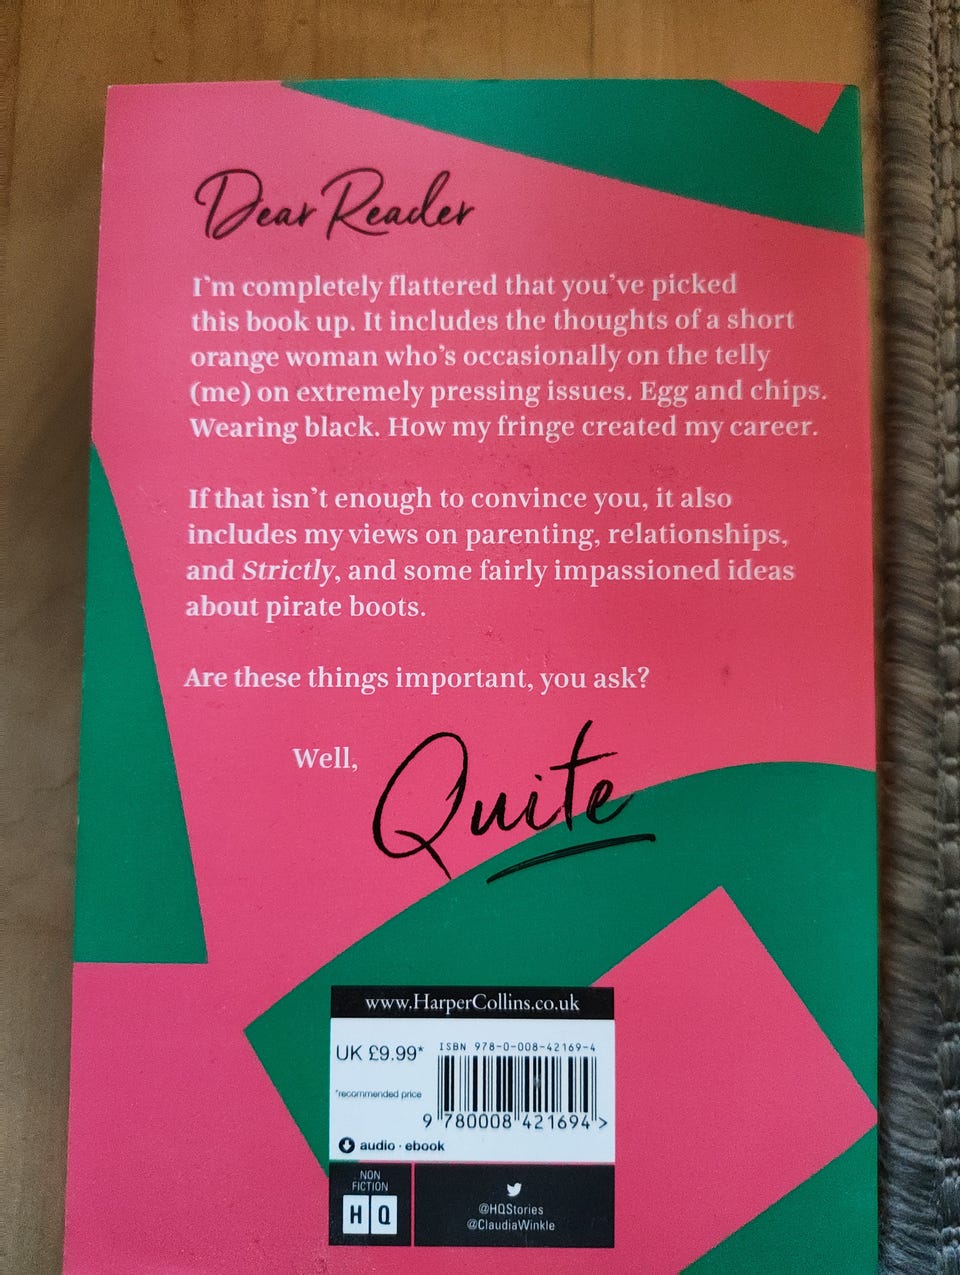 Dear Reader
I'm completely flattered that you've picked
this book up. It includes the thoughts of a short
orange woman who's occasionally on the telly
(me) on extremely pressing issues. Egg and chips.
Wearing black. How my fringe created my career.
If that isn't enough to convince you, it also
includes my views on parenting, relationships,
and Strictly, and some fairly impassioned ideas
about pirate boots.
Are these things important, you ask?
Well, Quite
www.HarperCollins.co.uk
UK £9.99*
ISBN 978-0-008-42169-4
*recommended price
9 780008 421694 >
audio · ebook
NON
FICTION
HQ
@HQStories
@ClaudiaWinkle